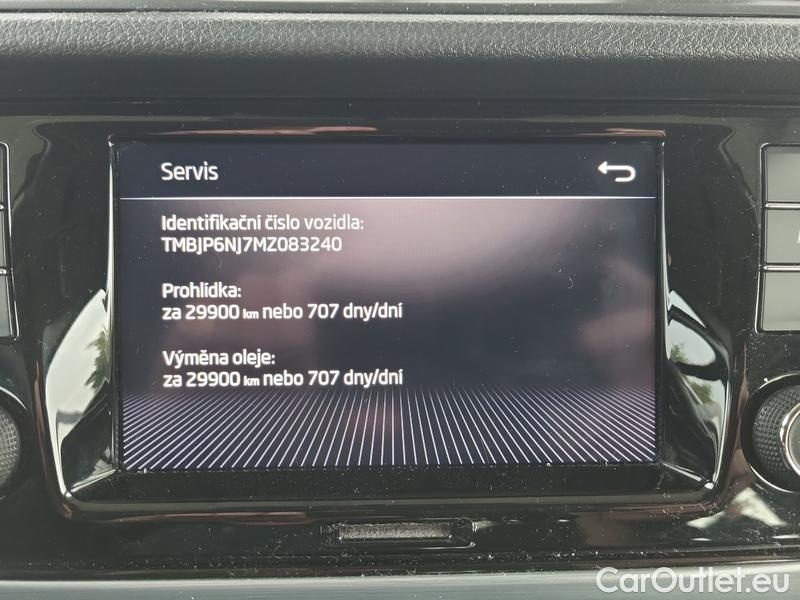 Servis
Identifikační číslo vozidla:
TMBJP6NJ7MZ083240
Prohlídka:
za 29900 km nebo 707 dny/dní
Výměna oleje:
za 29900 km nebo 707 dny/dní
CarOutlet.eu